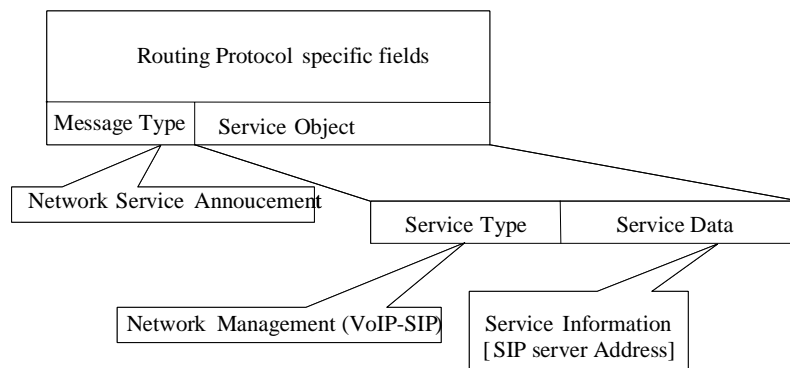 Routing Protocol specific fields
Message Type
Service Object
Network Service Annoucement
Service Type
Service Data
Network Management (VoIP-SIP)
Service Information
[SIP server Address]